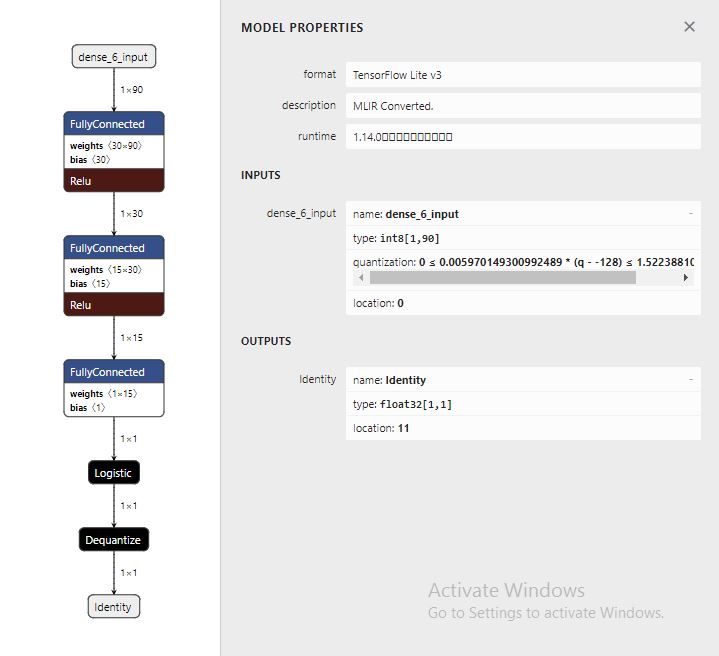 dense_6_input
1×90
FullyConnected
weights 〈30×90〉
bias 〈30〉
Relu
1×30
FullyConnected
weights 〈15×30〉
bias 〈15〉
Relu
1×15
FullyConnected
weights 〈1×15〉
bias 〈1〉
1×1
Logistic
1×1
Dequantize
1×1
Identity
MODEL PROPERTIES
format TensorFlow Lite v3
description MLIR Converted.
runtime 1.14.0
INPUTS
dense_6_input name: dense_6_input -
type: int8[1,90]
quantization: 0 ≤ 0.005970149300992489 * (q - -128) ≤ 1.52238810
location: 0
OUTPUTS
Identity name: Identity -
type: float32[1,1]
location: 11
Activate Windows
Go to Settings to activate Windows.